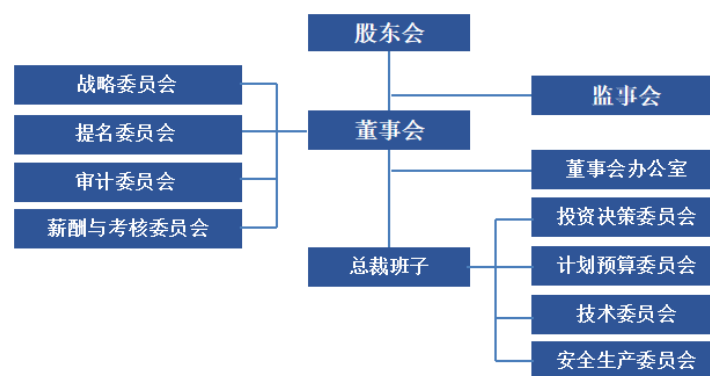 股东会
战略委员会
监事会
提名委员会
董事会
审计委员会
董事会办公室
薪酬与考核委员会
投资决策委员会
总裁班子
计划预算委员会
技术委员会
安全生产委员会